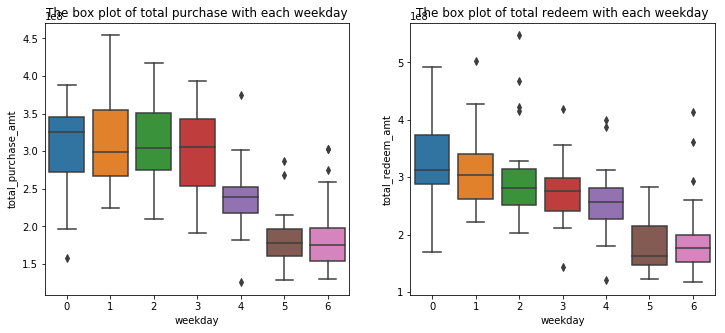 The box plot of total purchase with each weekday
1e8
4.5
4.0
3.5
3.0
2.5
2.0
1.5
total_purchase_amt
0 1 2 3 4 5 6
weekday
The box plot of total redeem with each weekday
1e8
5
4
3
2
1
total_redeem_amt
0 1 2 3 4 5 6
weekday